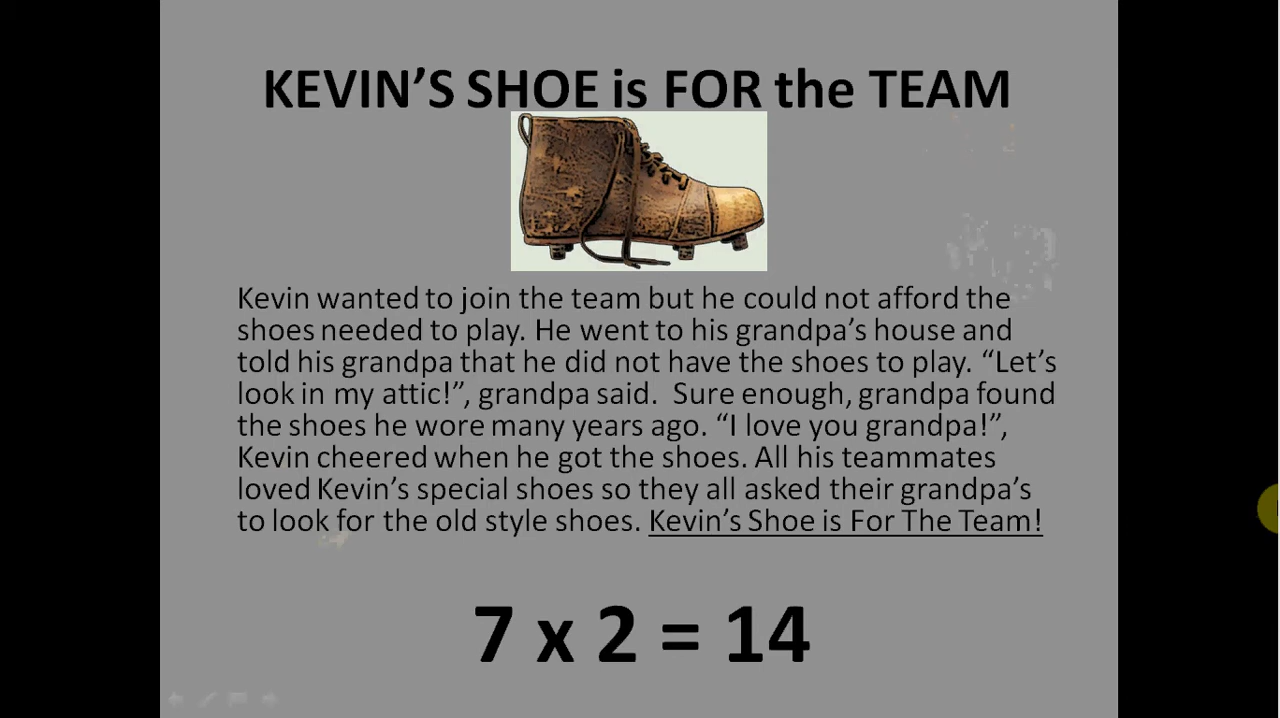 KEVIN’S SHOE is FOR the TEAM
Kevin wanted to join the team but he could not afford the
shoes needed to play. He went to his grandpa’s house and
told his grandpa that he did not have the shoes to play. “Let’s
look in my attic!”, grandpa said.  Sure enough, grandpa found
the shoes he wore many years ago. “I love you grandpa!”,
Kevin cheered when he got the shoes. All his teammates
loved Kevin’s special shoes so they all asked their grandpa’s
to look for the old style shoes. Kevin’s Shoe is For The Team!
7 x 2 = 14